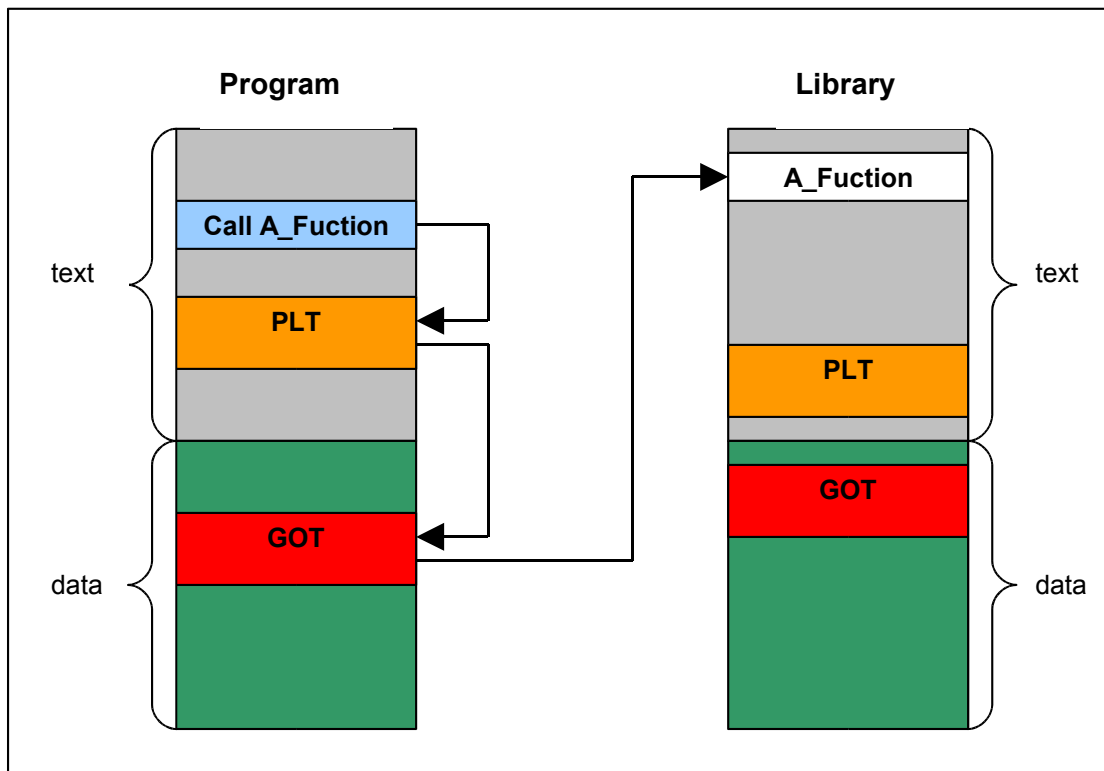 Program
Library
text
Call A_Fuction
PLT
data
GOT
A_Fuction
text
PLT
GOT
data